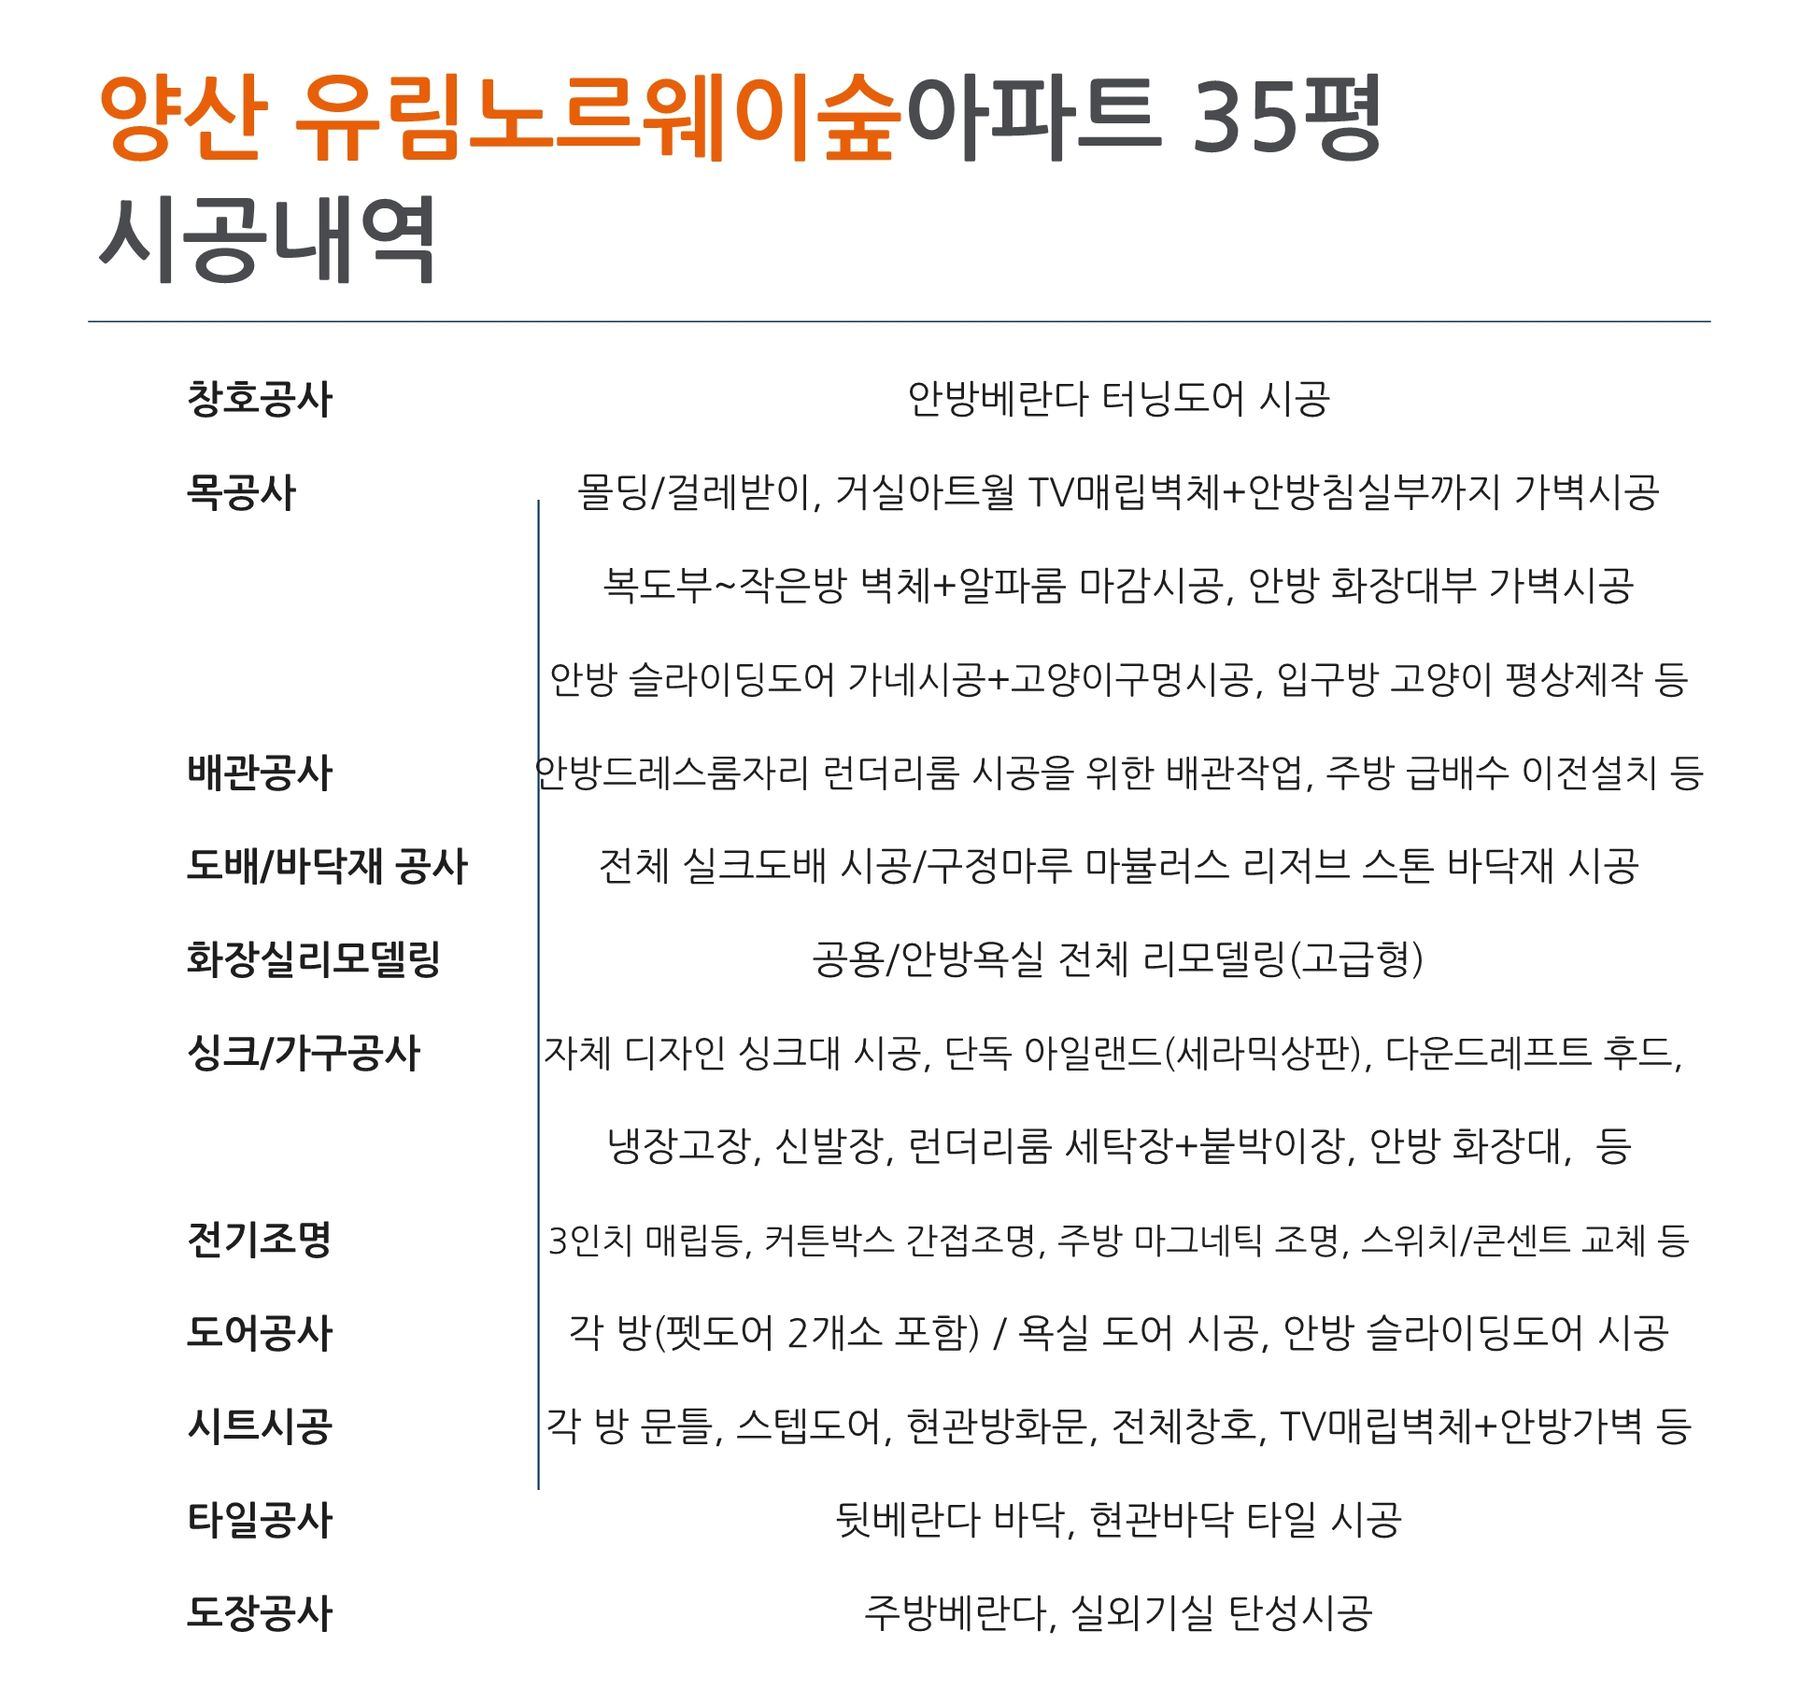 양산 유림노르웨이숲아파트 35평
시공내역
창호공사 안방베란다 터닝도어 시공
목공사 몰딩/걸레받이, 거실아트월 TV매립벽체+안방침실부까지 가벽시공
복도부~작은방 벽체+알파룸 마감시공, 안방 화장대부 가벽시공
안방 슬라이딩도어 가네시공+고양이구멍시공, 입구방 고양이 평상제작 등
배관공사 안방드레스룸자리 런더리룸 시공을 위한 배관작업, 주방 급배수 이전설치 등
도배/바닥재 공사 전체 실크도배 시공/구정마루 마뷸러스 리저브 스톤 바닥재 시공
화장실리모델링 공용/안방욕실 전체 리모델링(고급형)
싱크/가구공사 자체 디자인 싱크대 시공, 단독 아일랜드(세라믹상판), 다운드레프트 후드,
냉장고장, 신발장, 런더리룸 세탁장+붙박이장, 안방 화장대, 등
전기조명 3인치 매립등, 커튼박스 간접조명, 주방 마그네틱 조명, 스위치/콘센트 교체 등
도어공사 각 방(펫도어 2개소 포함) / 욕실 도어 시공, 안방 슬라이딩도어 시공
시트시공 각 방 문틀, 스텝도어, 현관방화문, 전체창호, TV매립벽체+안방가벽 등
타일공사 뒷베란다 바닥, 현관바닥 타일 시공
도장공사 주방베란다, 실외기실 탄성시공